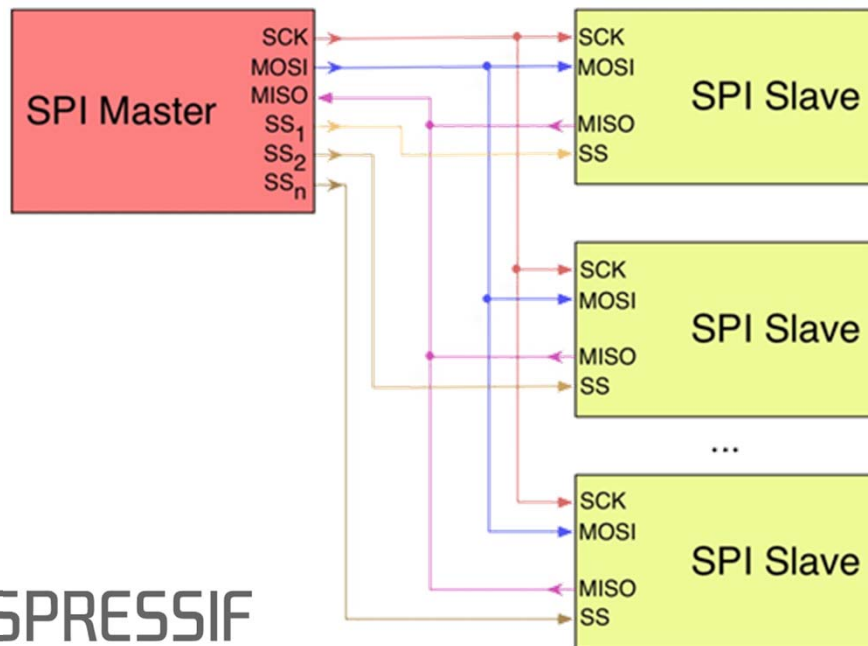 SCK
MOSI
MISO
SS1
SS2
SSn
SPI Master
SCK
MOSI
MISO
SS
SPI Slave
SCK
MOSI
MISO
SS
SPI Slave
...
SCK
MOSI
MISO
SS
SPI Slave
SPRESSIF